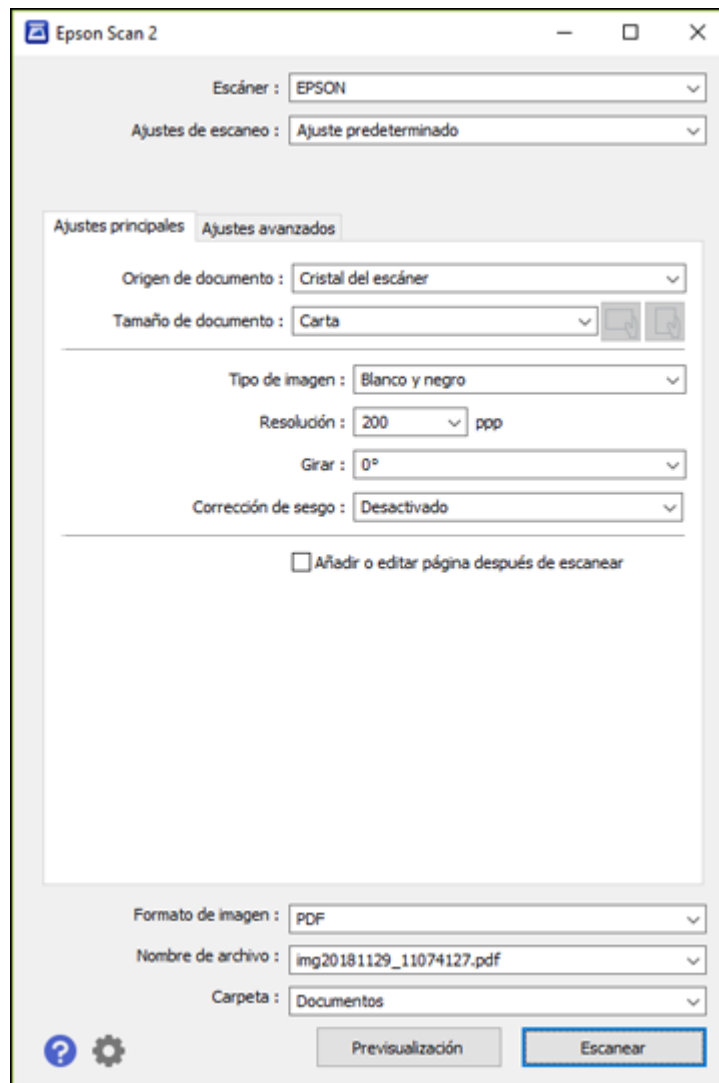 Epson Scan 2
Escáner : EPSON
Ajustes de escaneo : Ajuste predeterminado
Ajustes principales Ajustes avanzados
Origen de documento : Cristal del escáner
Tamaño de documento : Carta
Tipo de imagen : Blanco y negro
Resolución : 200 ppp
Girar : 0°
Corrección de sesgo : Desactivado
Añadir o editar página después de escanear
Formato de imagen : PDF
Nombre de archivo : img20181129_11074127.pdf
Carpeta : Documentos
? Previsualización Escanear